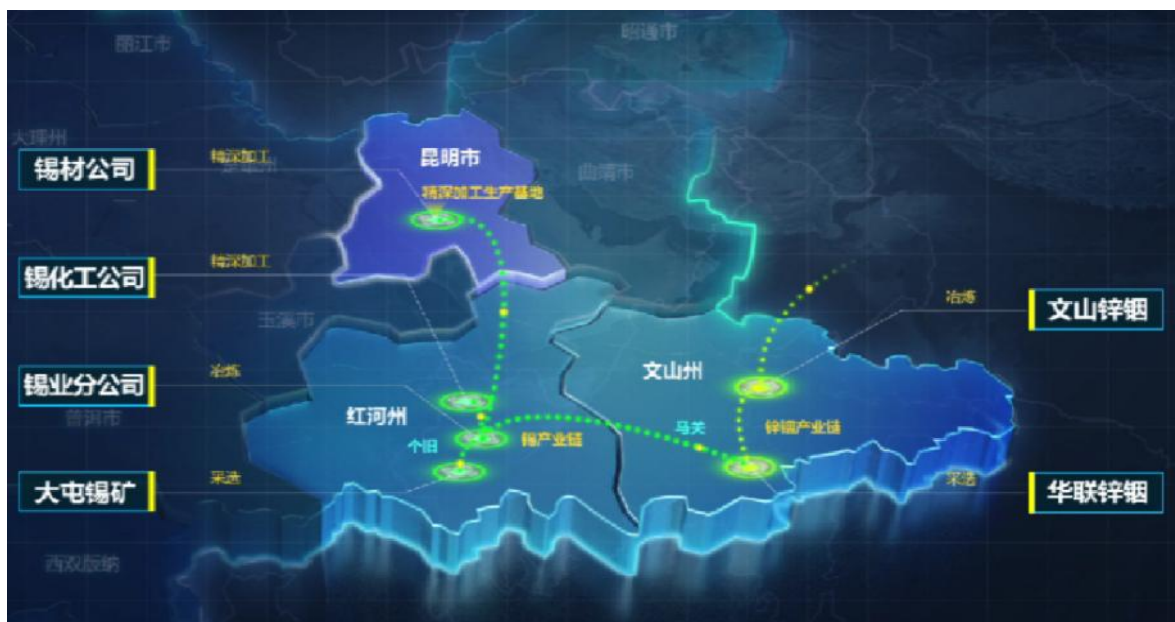 丽江市
昭通市
大理州
昆明市
精深加工
锡材公司
曲靖市
精深加工生产基地
精深加工
锡化工公司
冶炼
文山锌铟
玉溪市
文山州
冶炼
锡业分公司
普洱市
红河州
马关
锌铟产业链
个旧
锡产业链
采选
采选
大屯锡矿
华联锌铟
西双版纳